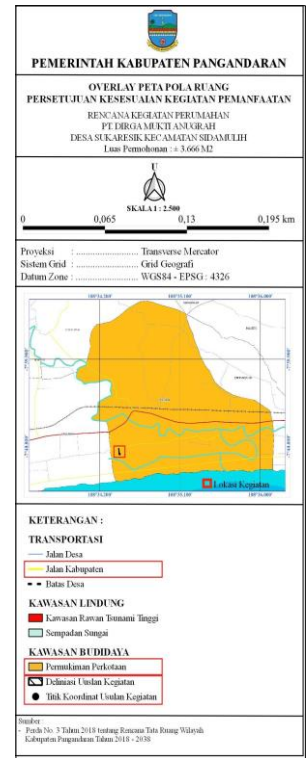 PEMERINTAH KABUPATEN PANGANDARAN
OVERLAY PETA POLA RUANG
PERSETUJUAN KESESUAIAN KEGIATAN PEMANFAATAN
RENCANA KEGIATAN PERUMAHAN
PT. DIRGA MUKTI ANUGRAH
DESA SUKARESIK KECAMATAN SIDAMULIH
Luas Permohonan : ± 3.666 M2
U
SKALA 1 : 2.500
0 0,065 0,13 0,195 km
Proyeksi : ........................ Transverse Mercator
Sistem Grid : ........................ Grid Geografi
Datum Zone : ........................ WGS84 - EPSG : 4326
Lokasi Kegiatan
KETERANGAN :
TRANSPORTASI
Jalan Desa
Jalan Kabupaten
Batas Desa
KAWASAN LINDUNG
Kawasan Rawan Tsunami Tinggi
Sempadan Sungai
KAWASAN BUDIDAYA
Permukiman Perkotaan
Deliniasi Usulan Kegiatan
Titik Koordinat Usulan Kegiatan
Sumber :
- Perda No. 3 Tahun 2018 tentang Rencana Tata Ruang Wilayah
Kabupaten Pangandaran Tahun 2018 - 2038